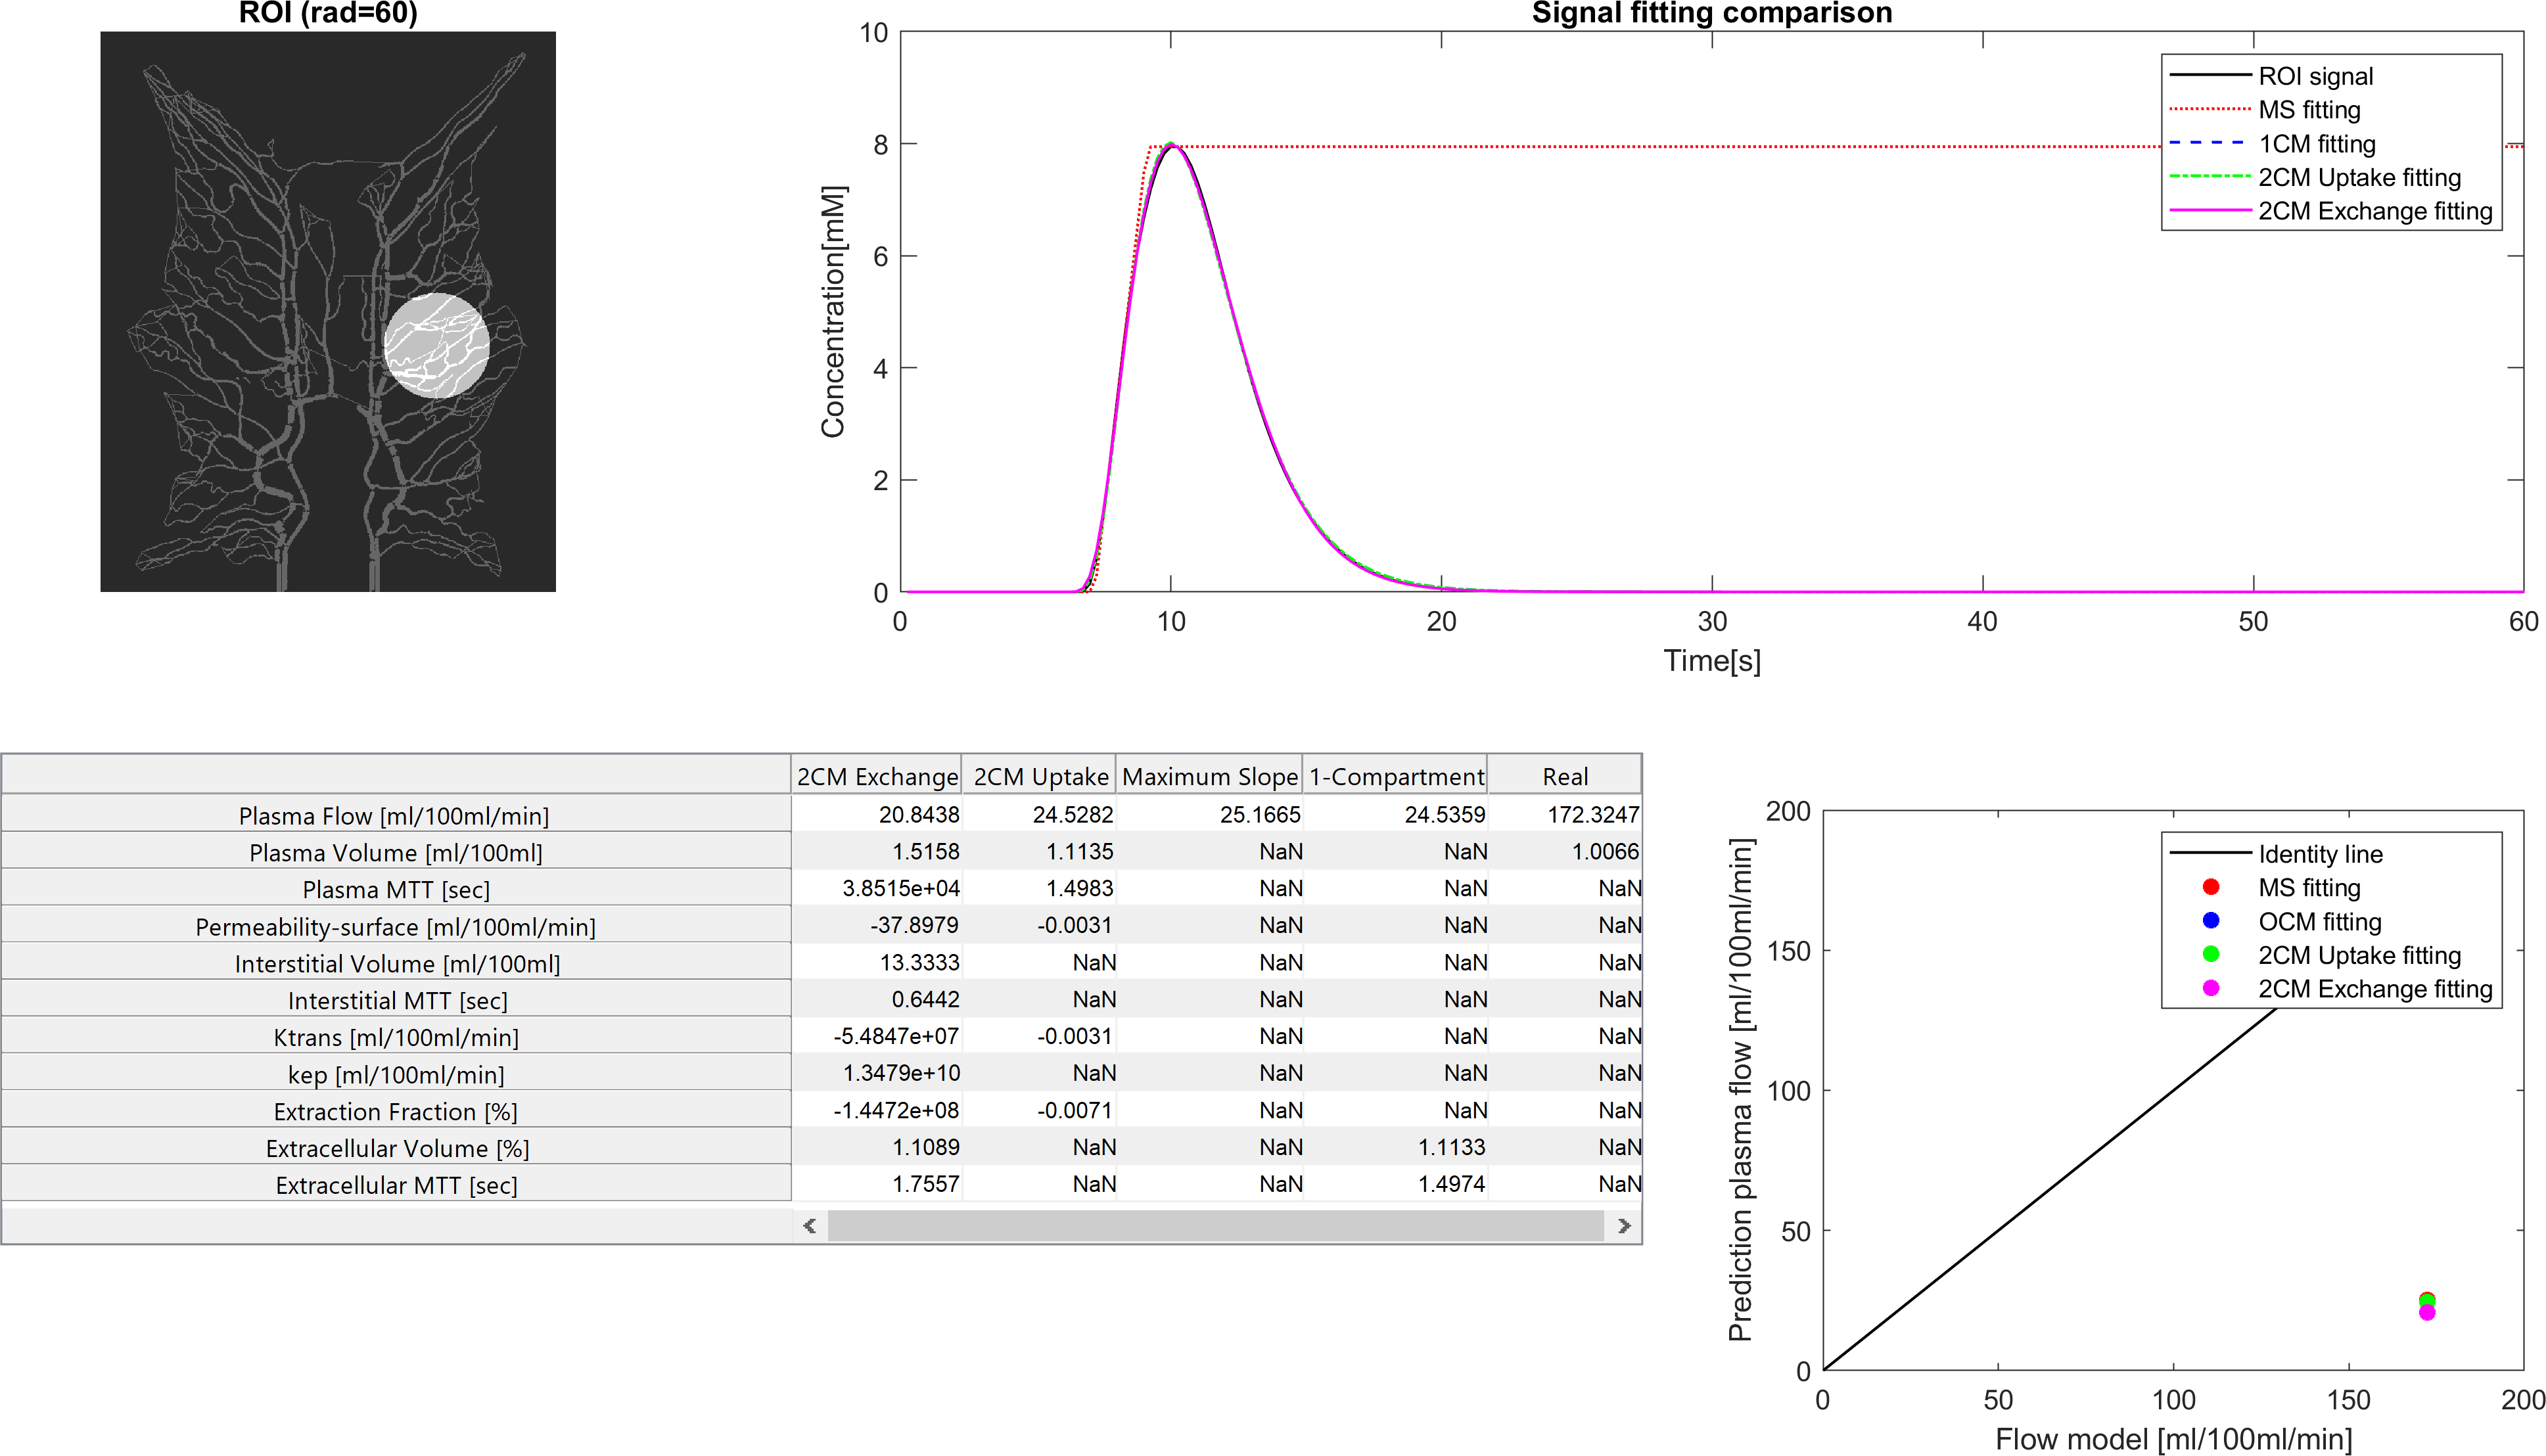 ROI (rad=60)
Signal fitting comparison
10
8
6
4
2
0
Concentration[mM]
0 10 20 30 40 50 60
Time[s]
ROI signal
MS fitting
1CM fitting
2CM Uptake fitting
2CM Exchange fitting
2CM Exchange 2CM Uptake Maximum Slope 1-Compartment Real
Plasma Flow [ml/100ml/min] 20.8438 24.5282 25.1665 24.5359 172.3247
Plasma Volume [ml/100ml] 1.5158 1.1135 NaN NaN 1.0066
Plasma MTT [sec] 3.8515e+04 1.4983 NaN NaN NaN
Permeability-surface [ml/100ml/min] -37.8979 -0.0031 NaN NaN NaN
Interstitial Volume [ml/100ml] 13.3333 NaN NaN NaN NaN
Interstitial MTT [sec] 0.6442 NaN NaN NaN NaN
Ktrans [ml/100ml/min] -5.4847e+07 -0.0031 NaN NaN NaN
kep [ml/100ml/min] 1.3479e+10 NaN NaN NaN NaN
Extraction Fraction [%] -1.4472e+08 -0.0071 NaN NaN NaN
Extracellular Volume [%] 1.1089 NaN NaN 1.1133 NaN
Extracellular MTT [sec] 1.7557 NaN NaN 1.4974 NaN
200
150
100
50
0
Prediction plasma flow [ml/100ml/min]
0 50 100 150 200
Flow model [ml/100ml/min]
Identity line
MS fitting
OCM fitting
2CM Uptake fitting
2CM Exchange fitting